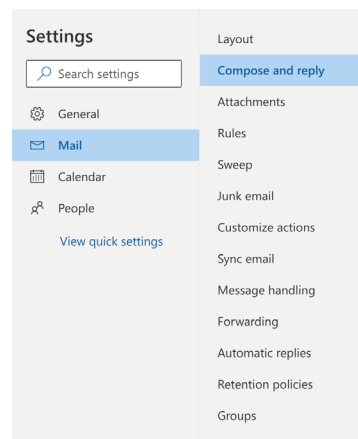 Settings
Search settings
General
Mail
Calendar
People
View quick settings
Layout
Compose and reply
Attachments
Rules
Sweep
Junk email
Customize actions
Sync email
Message handling
Forwarding
Automatic replies
Retention policies
Groups